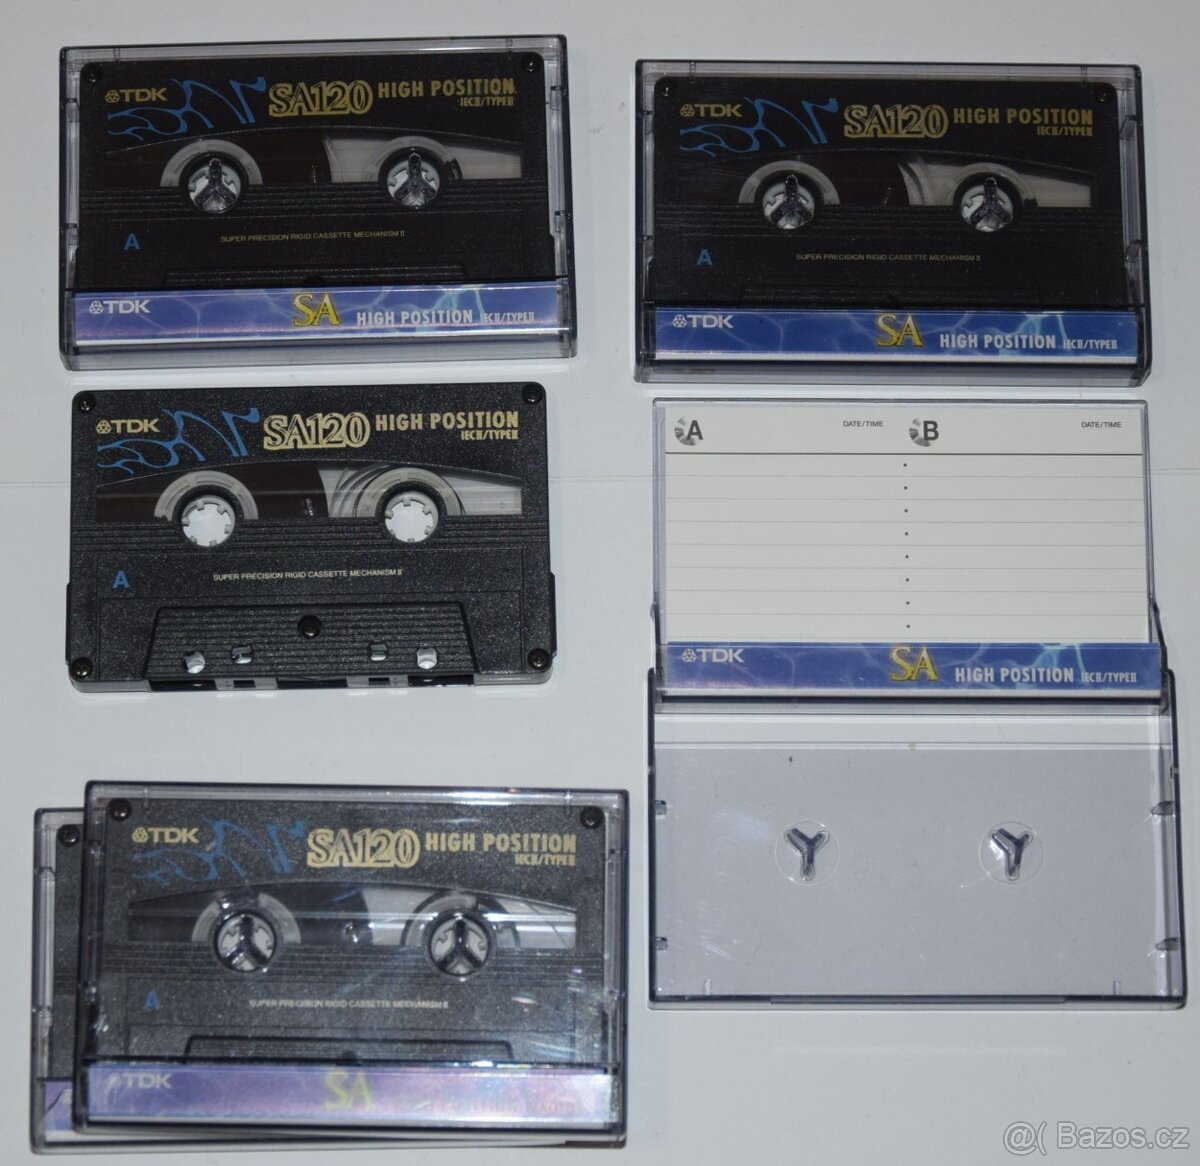 TDK
SA120
HIGH POSITION
IECII/TYPEII
A
SUPER PRECISION RIGID CASSETTE MECHANISM II
TDK
SA
HIGH POSITION IECII/TYPEII
TDK
SA120
HIGH POSITION
IECII/TYPEII
A
SUPER PRECISION RIGID CASSETTE MECHANISM II
TDK
SA
HIGH POSITION IECII/TYPEII
TDK
SA120
HIGH POSITION
IECII/TYPEII
A
SUPER PRECISION RIGID CASSETTE MECHANISM II
A
DATE/TIME
B
DATE/TIME
TDK
SA
HIGH POSITION IECII/TYPEII
TDK
SA120
HIGH POSITION
IECII/TYPEII
A
SUPER PRECISION RIGID CASSETTE MECHANISM II
TDK
SA
@( Bazos.cz